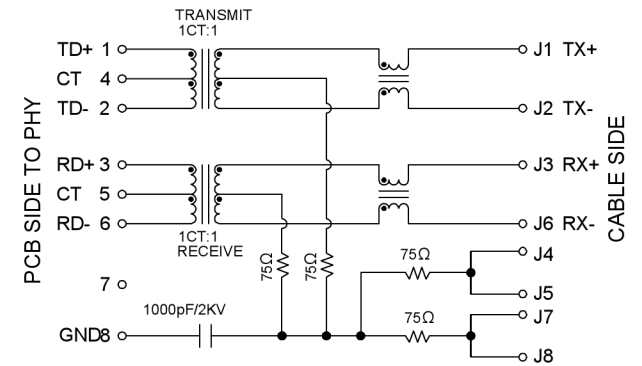 TRANSMIT
1CT:1
TD+ 1
CT 4
TD- 2
J1 TX+
J2 TX-
RD+ 3
CT 5
RD- 6
J3 RX+
J6 RX-
1CT:1
RECEIVE
PCB SIDE TO PHY
CABLE SIDE
75Ω
75Ω
75Ω
J4
J5
7
1000pF/2KV
GND8
75Ω
J7
J8